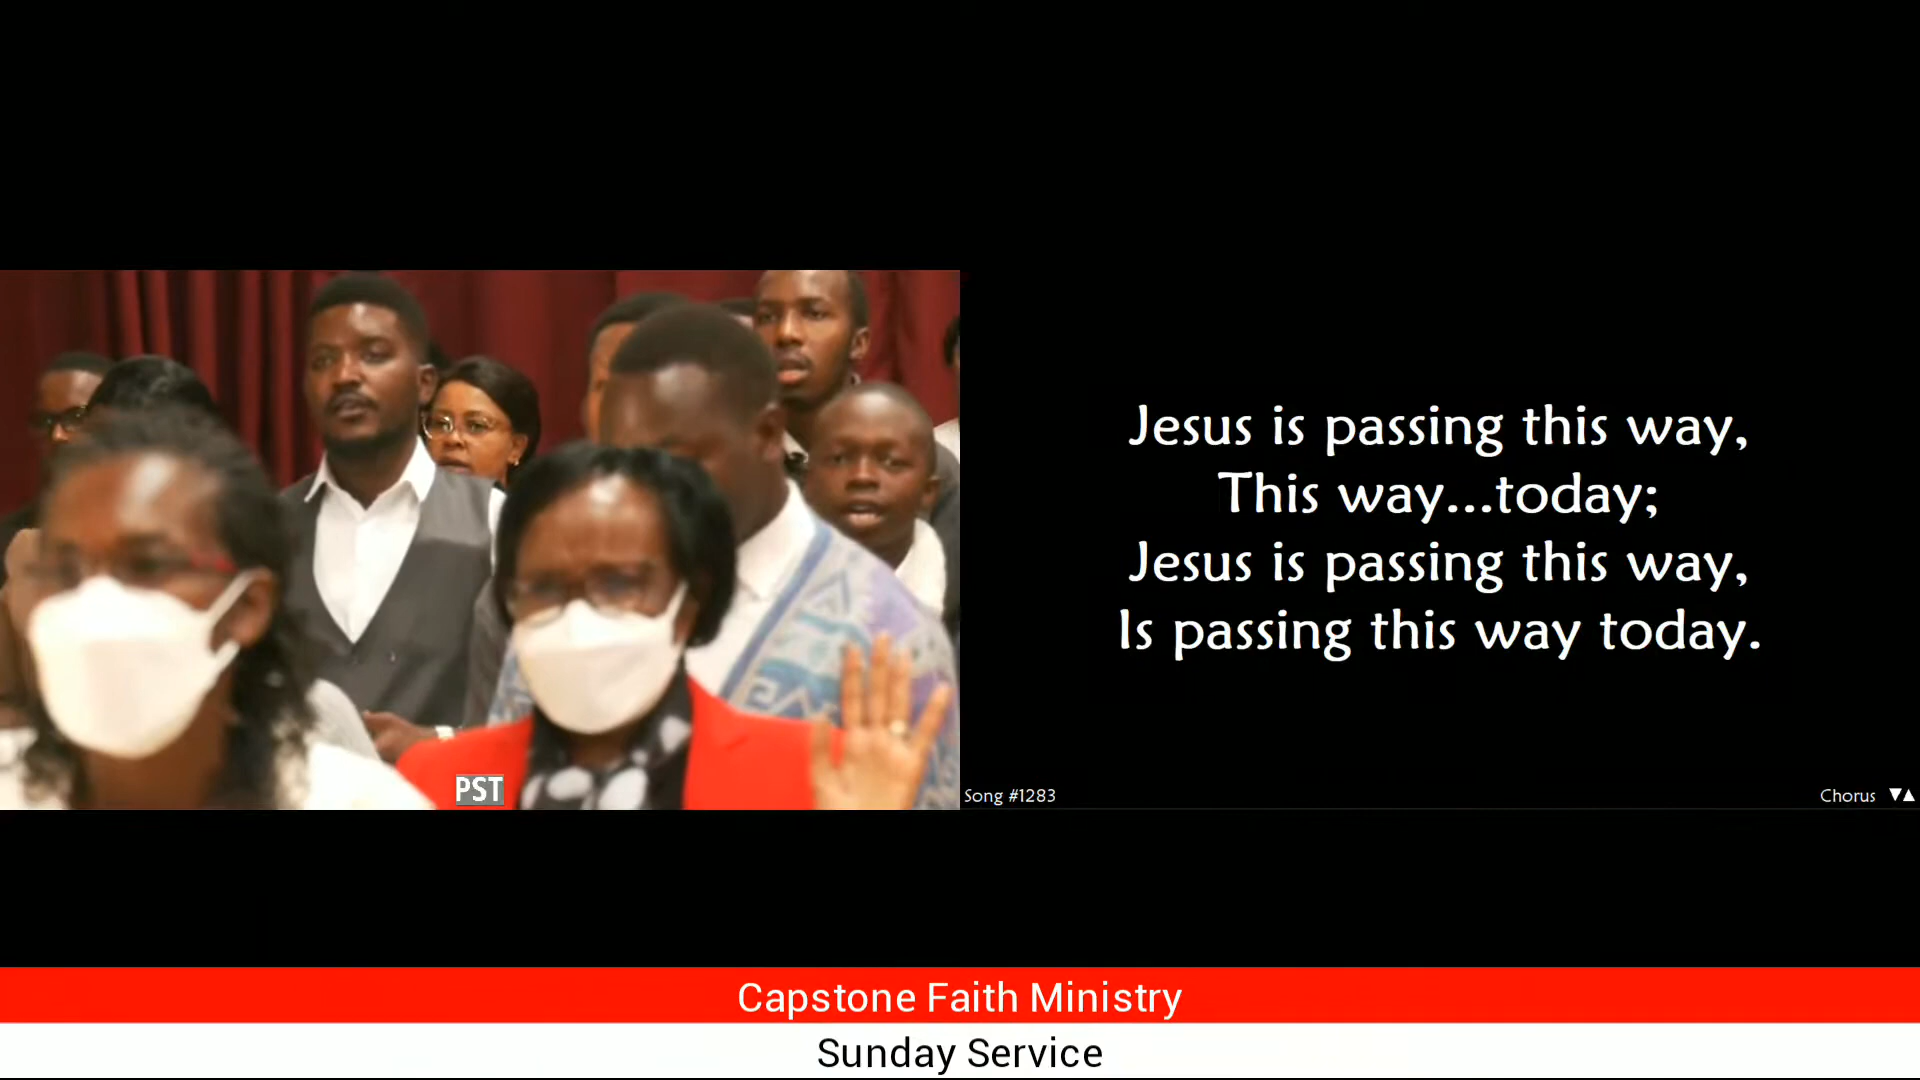 Jesus is passing this way,
This way...today;
Jesus is passing this way,
Is passing this way today.
PST
Song #1283
Chorus ▼▲
Capstone Faith Ministry
Sunday Service